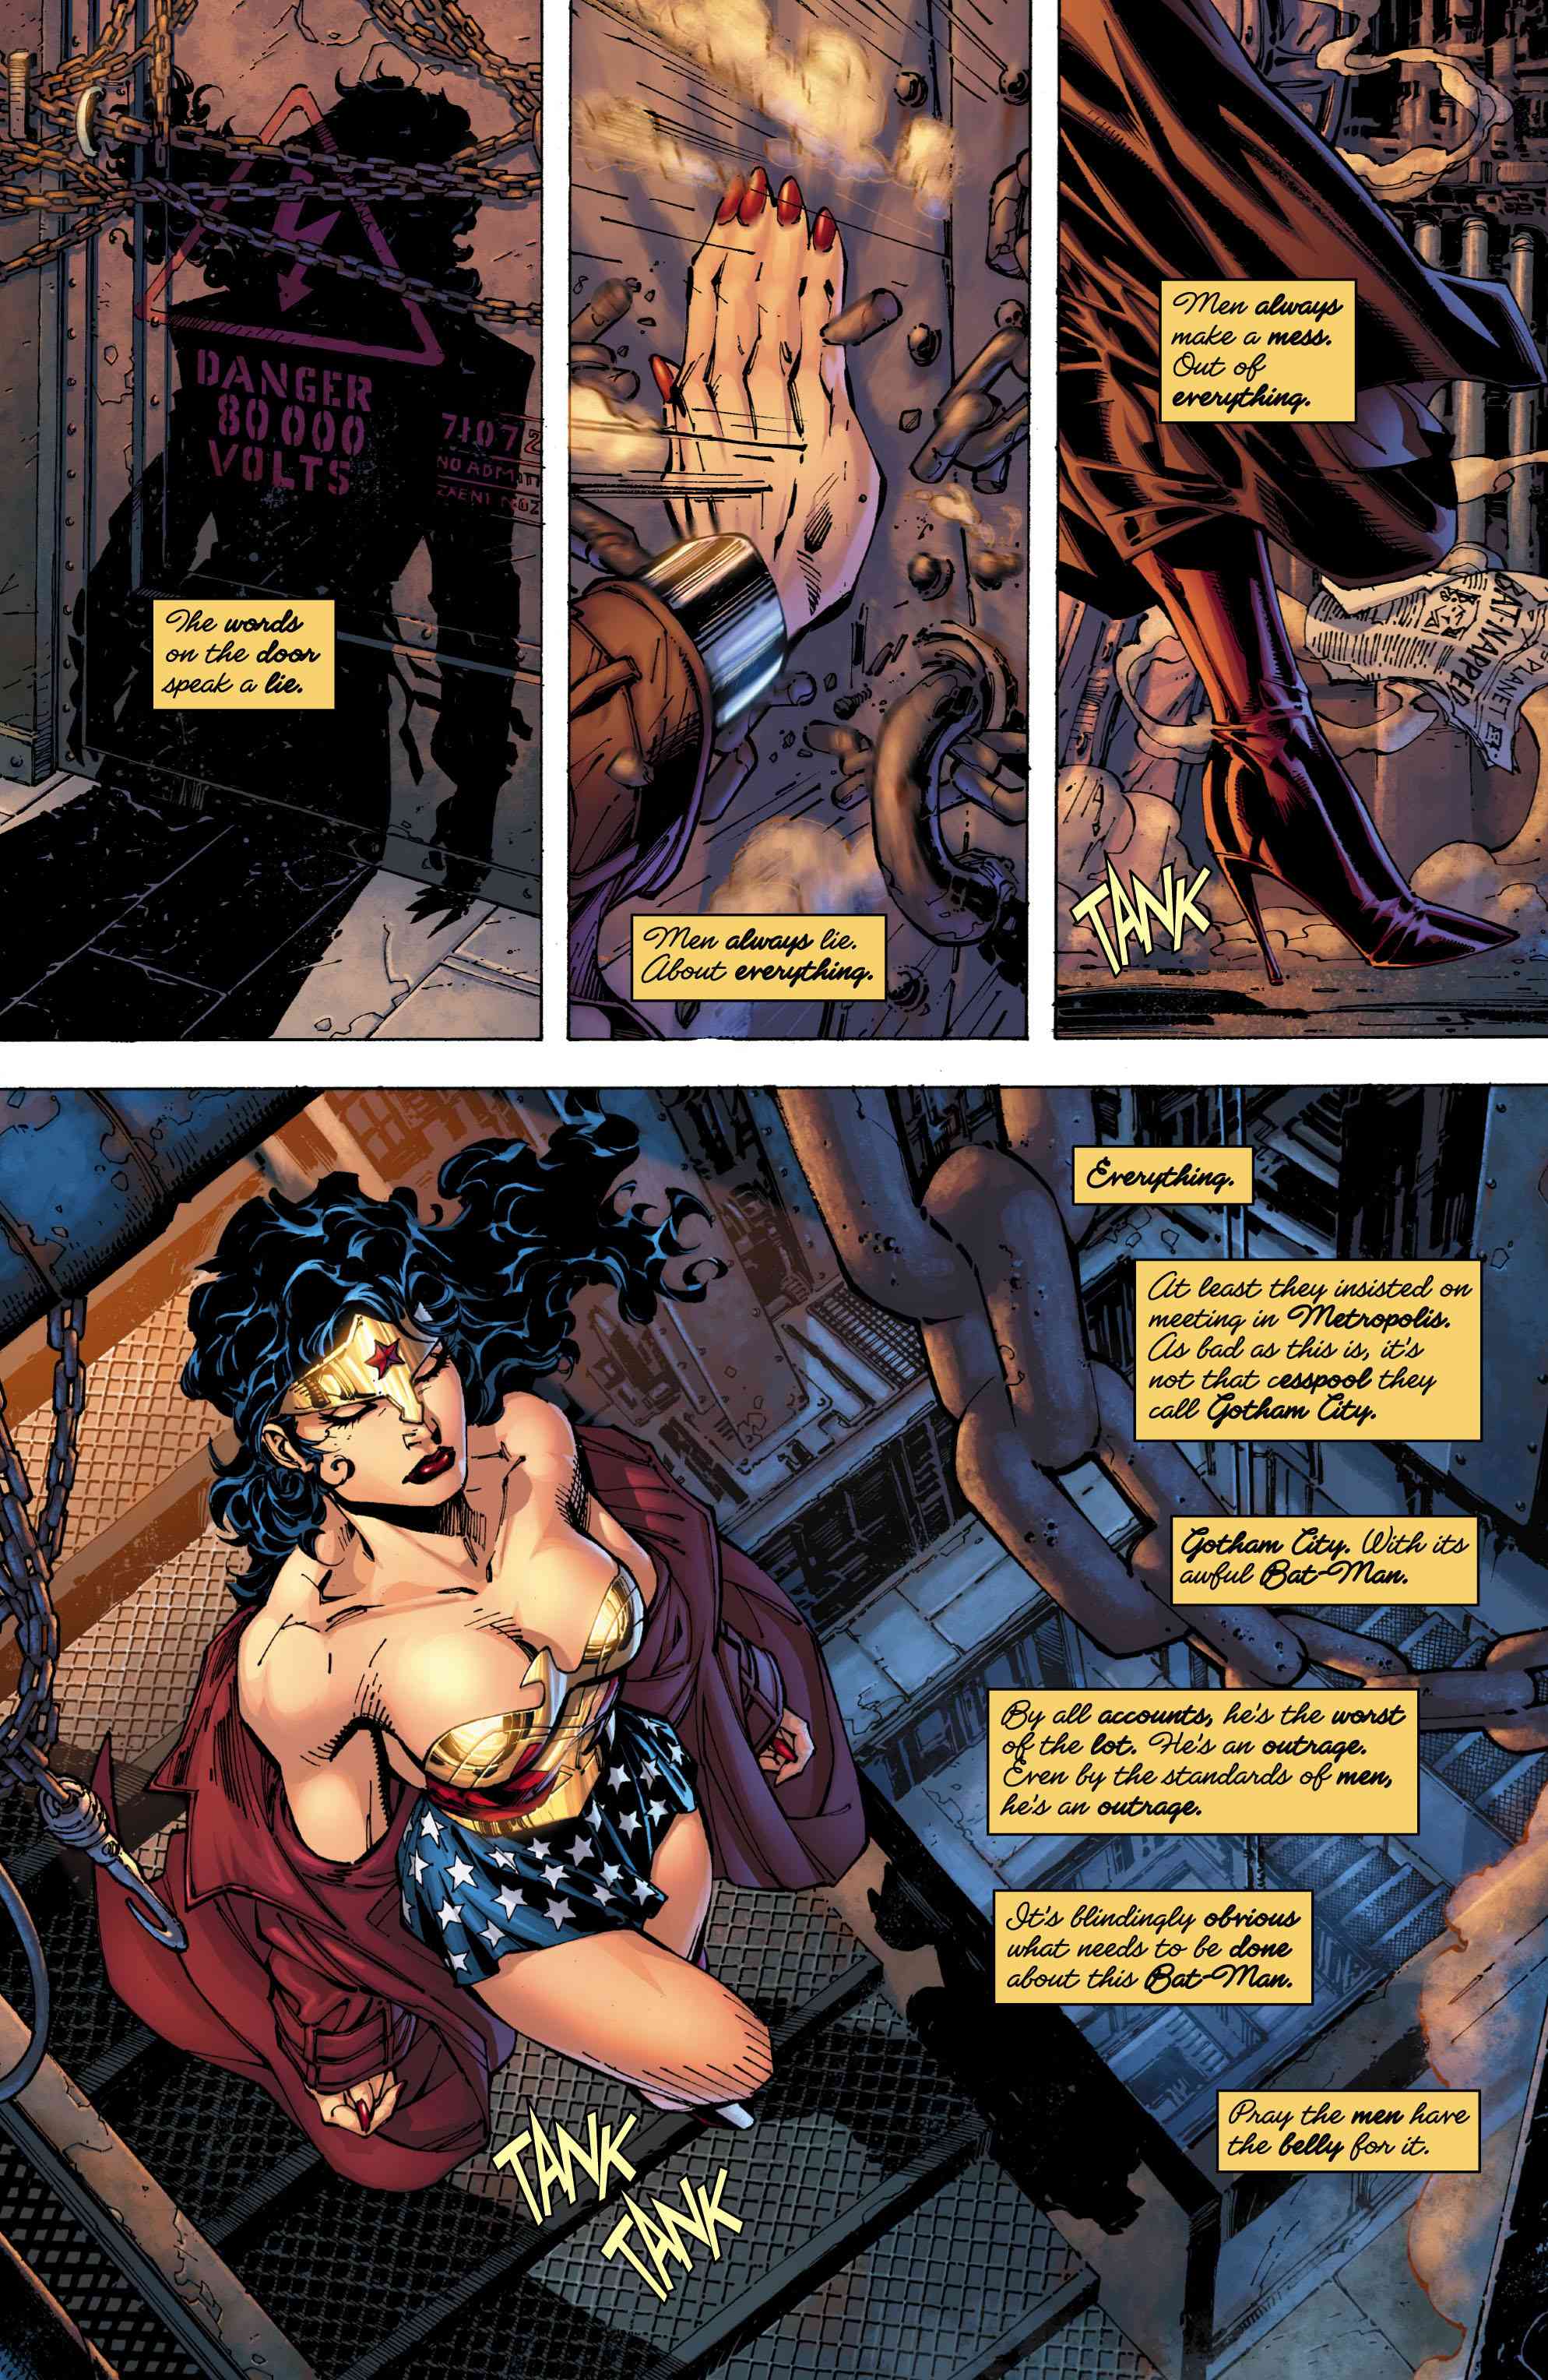 DANGER
80 000
VOLTS
7107 2
NO ADMIT
The words
on the door
speak a lie.
Men always lie.
About everything.
Men always
make a mess.
Out of
everything.
BAT-NAPPED
PLANET
TANK
Everything.
At least they insisted on
meeting in Metropolis.
As bad as this is, it's
not that cesspool they
call Gotham City.
Gotham City. With its
awful Bat-Man.
By all accounts, he's the worst
of the lot. He's an outrage.
Even by the standards of men,
he's an outrage.
It's blindingly obvious
what needs to be done
about this Bat-Man.
Pray the men have
the belly for it.
TANK
TANK